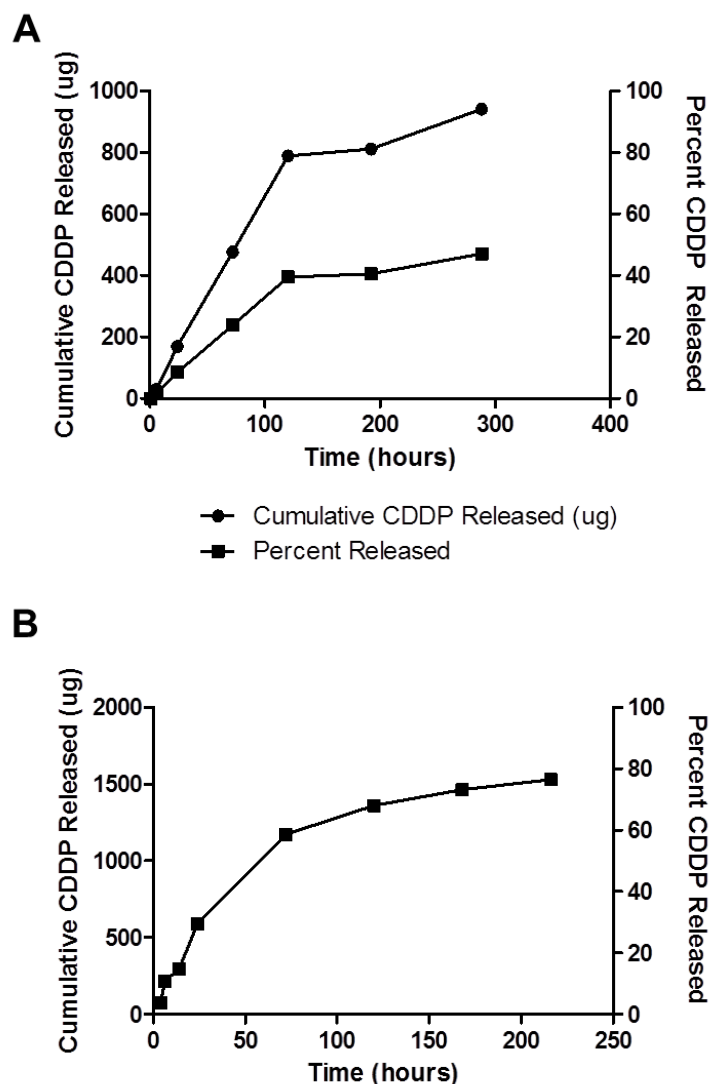 A
Cumulative CDDP Released (ug)
1000
800
600
400
200
0
Percent CDDP Released
100
80
60
40
20
0
0 100 200 300 400
Time (hours)
Cumulative CDDP Released (ug)
Percent Released
B
Cumulative CDDP Released (ug)
2000
1500
1000
500
0
Percent CDDP Released
100
80
60
40
20
0
0 50 100 150 200 250
Time (hours)